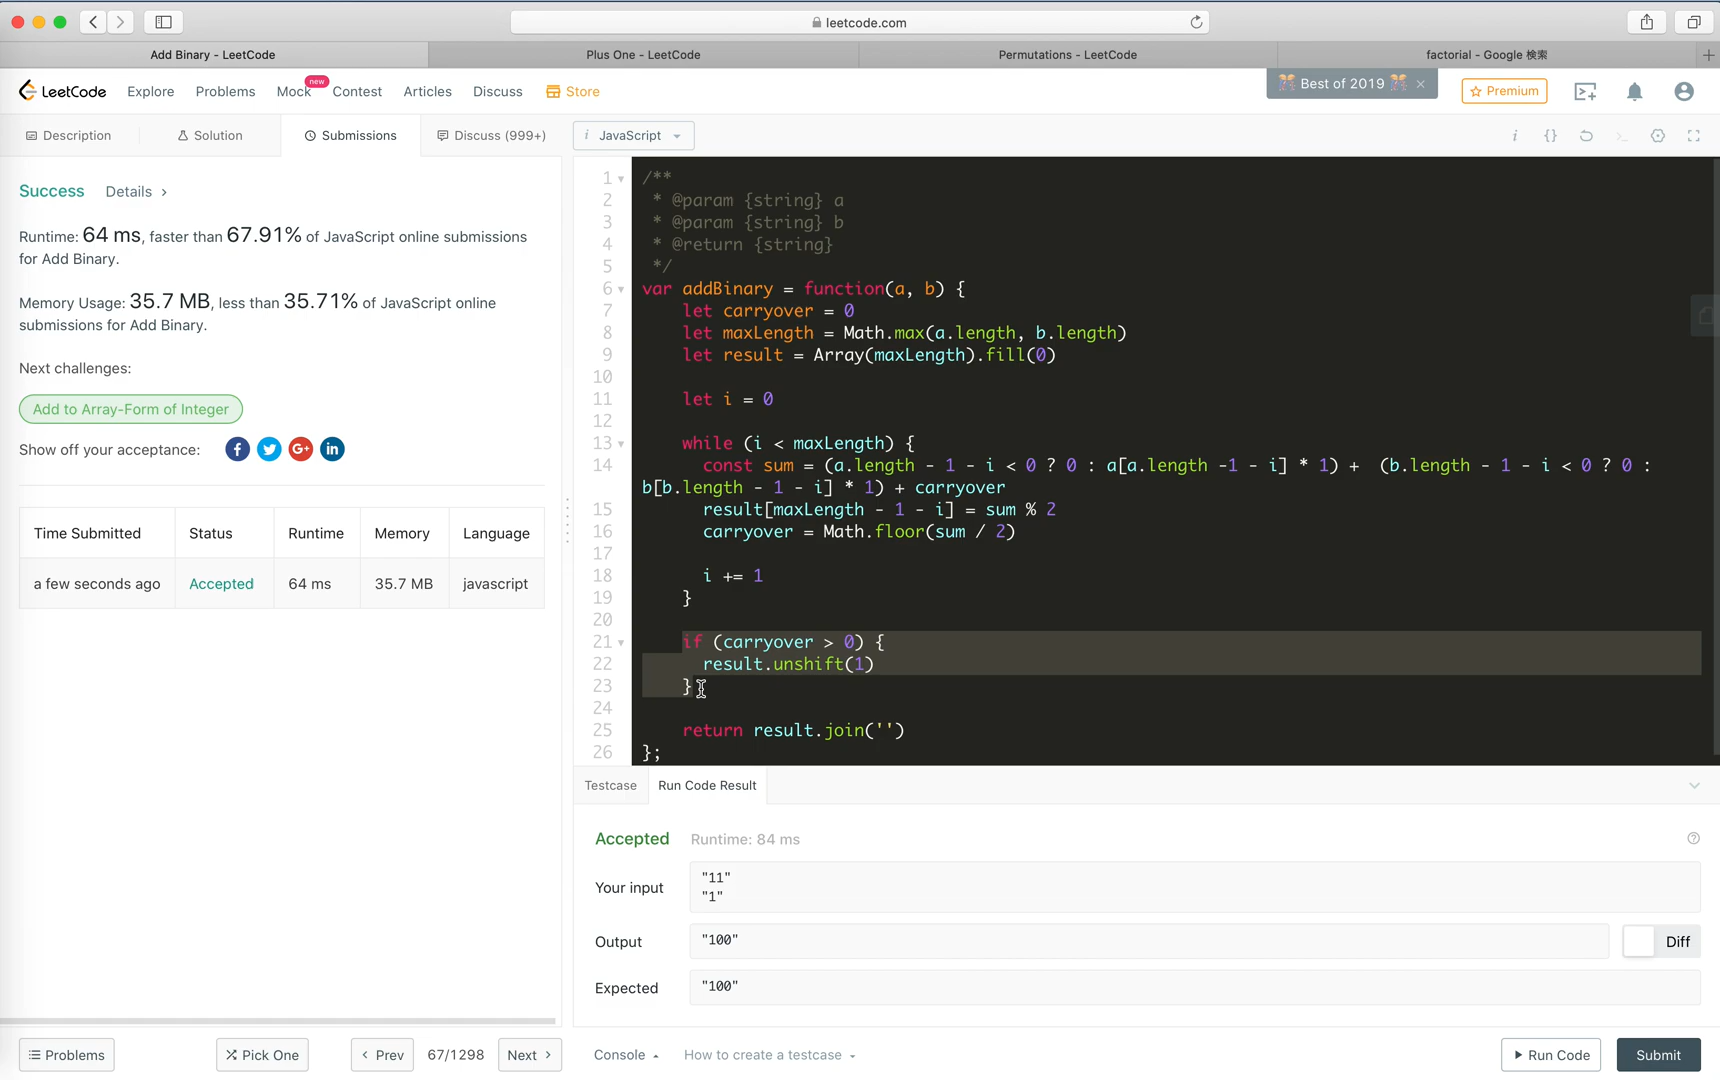 leetcode.com
Add Binary - LeetCode
Plus One - LeetCode
Permutations - LeetCode
factorial - Google 検索
LeetCode
Explore
Problems
Mock
new
Contest
Articles
Discuss
Store
Best of 2019
Premium
Description
Solution
Submissions
Discuss (999+)
Success
Details
Runtime: 64 ms, faster than 67.91% of JavaScript online submissions
for Add Binary.
Memory Usage: 35.7 MB, less than 35.71% of JavaScript online
submissions for Add Binary.
Next challenges:
Add to Array-Form of Integer
Show off your acceptance:
Time Submitted Status Runtime Memory Language
a few seconds ago Accepted 64 ms 35.7 MB javascript
Problems
Pick One
Prev
67/1298
Next
i JavaScript
1 /**
2 * @param {string} a
3 * @param {string} b
4 * @return {string}
5 */
6 var addBinary = function(a, b) {
7 let carryover = 0
8 let maxLength = Math.max(a.length, b.length)
9 let result = Array(maxLength).fill(0)
10
11 let i = 0
12
13 while (i < maxLength) {
14 const sum = (a.length - 1 - i < 0 ? 0 : a[a.length -1 - i] * 1) +  (b.length - 1 - i < 0 ? 0 :
b[b.length - 1 - i] * 1) + carryover
15 result[maxLength - 1 - i] = sum % 2
16 carryover = Math.floor(sum / 2)
17
18 i += 1
19 }
20
21 if (carryover > 0) {
22 result.unshift(1)
23 }
24
25 return result.join('')
26 };
Testcase
Run Code Result
Accepted
Runtime: 84 ms
Your input
"11"
"1"
Output
"100"
Diff
Expected
"100"
Console
How to create a testcase
Run Code
Submit